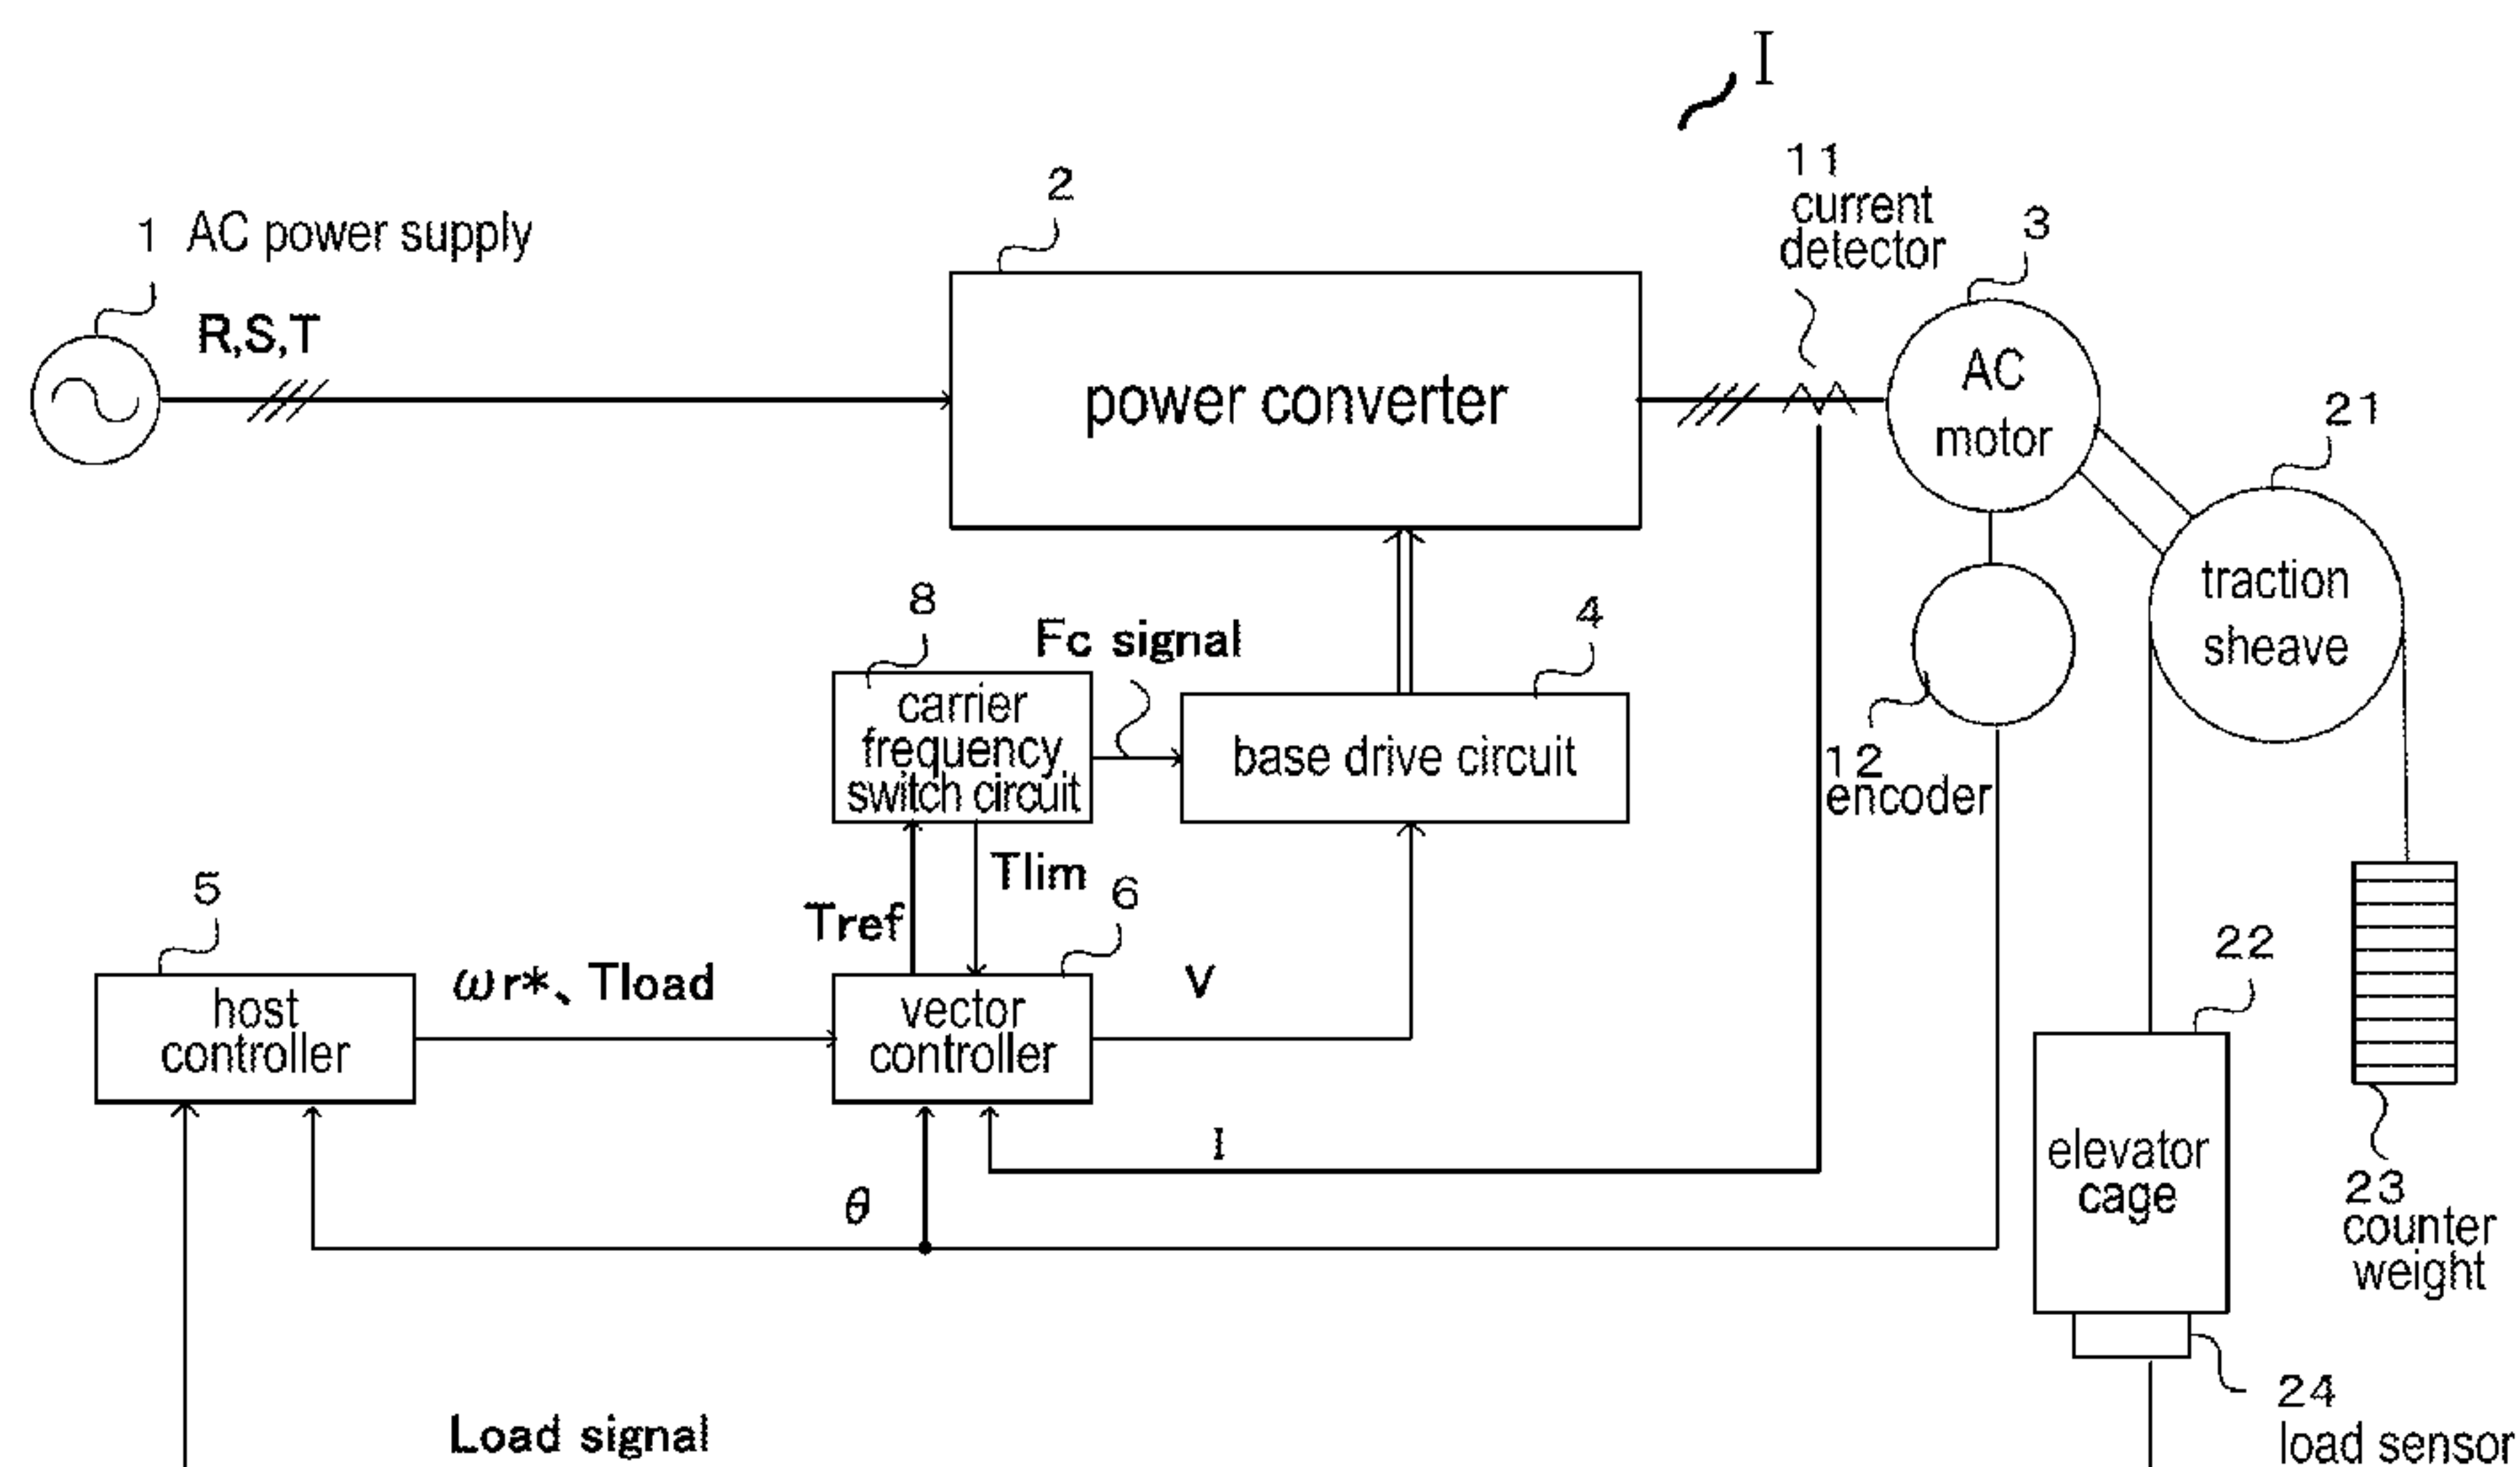 I
11
current
detector
2
3
1 AC power supply
R,S,T
power converter
AC
motor
21
traction
sheave
8
Fc signal
4
carrier
frequency
switch circuit
base drive circuit
12
encoder
Tlim
Tref
6
5
ωr*、Tload
V
22
host
controller
vector
controller
I
θ
elevator
cage
23
counter
weight
24
load sensor
Load signal